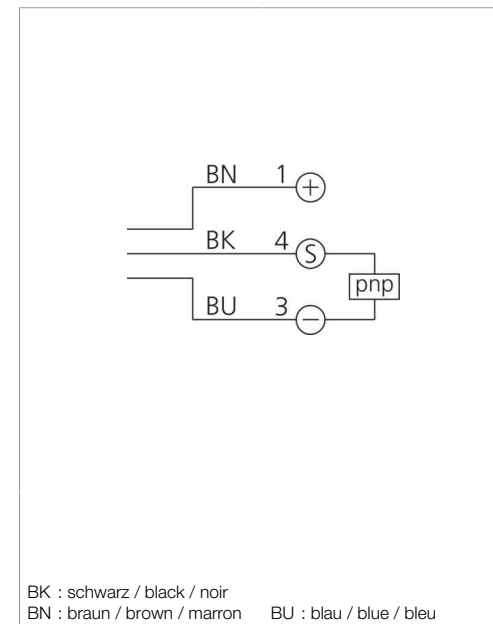 BN 1 +
BK 4 S
pnp
BU 3 −
BK : schwarz / black / noir
BN : braun / brown / marron BU : blau / blue / bleu